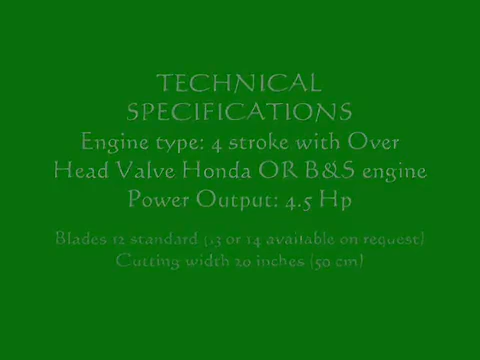 TECHNICAL
SPECIFICATIONS
Engine type: 4 stroke with Over
Head Valve Honda OR B&S engine
Power Output: 4.5 Hp
Blades 12 standard (13 or 14 available on request)
Cutting width 20 inches (50 cm)